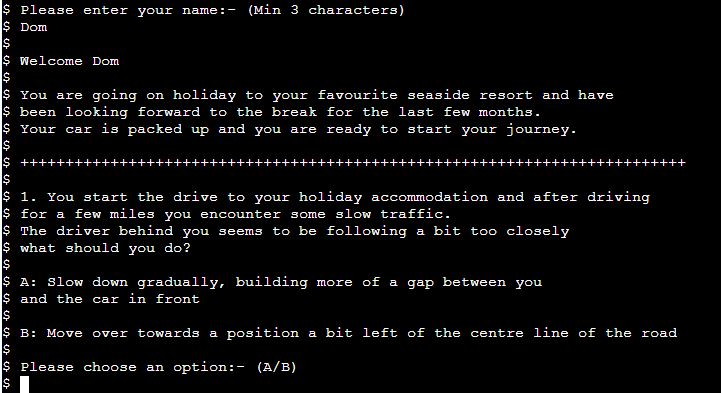 $ Please enter your name:- (Min 3 characters)
$ Dom
$
$ Welcome Dom
$
$ You are going on holiday to your favourite seaside resort and have
$ been looking forward to the break for the last few months.
$ Your car is packed up and you are ready to start your journey.
$
$ ++++++++++++++++++++++++++++++++++++++++++++++++++++++++++++++++++++++++++
$
$ 1. You start the drive to your holiday accommodation and after driving
$ for a few miles you encounter some slow traffic.
$ The driver behind you seems to be following a bit too closely
$ what should you do?
$
$ A: Slow down gradually, building more of a gap between you
$ and the car in front
$
$ B: Move over towards a position a bit left of the centre line of the road
$
$ Please choose an option:- (A/B)
$